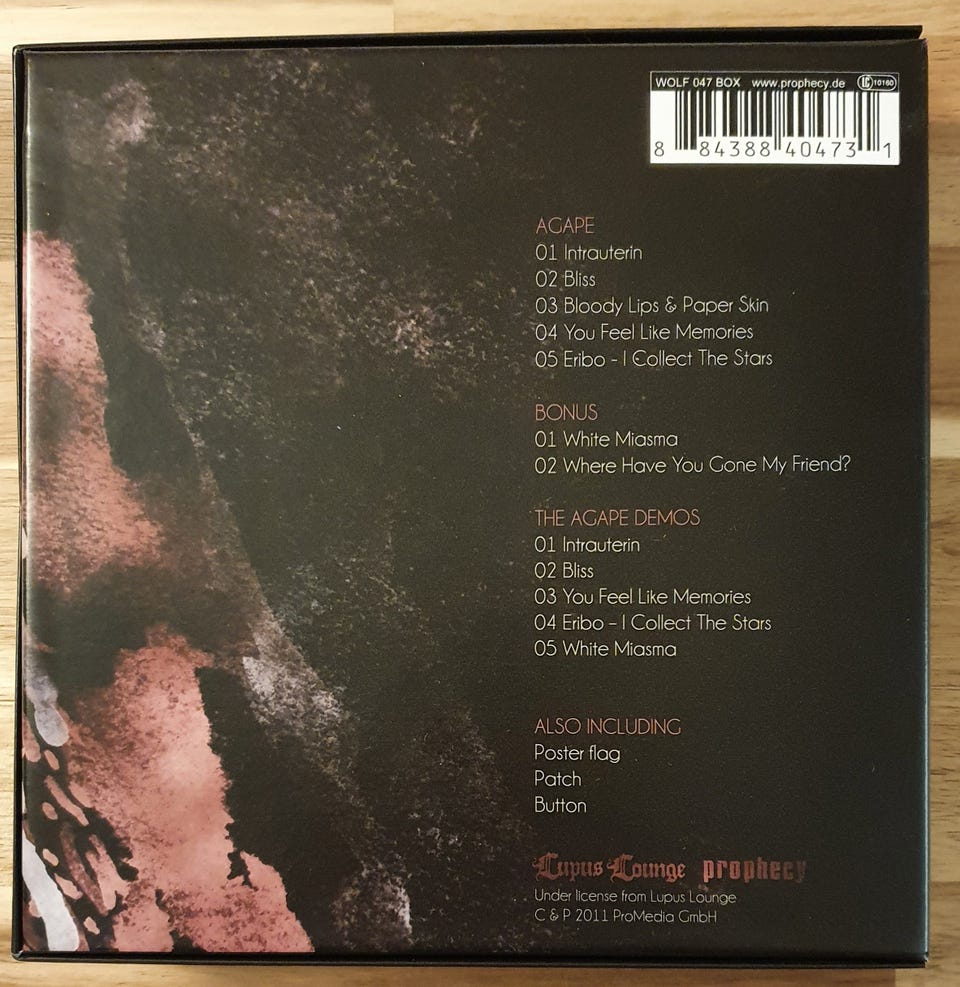 WOLF 047 BOX www.prophecy.de LC 10160
8 84388 40473 1
AGAPE
01 Intrauterin
02 Bliss
03 Bloody Lips & Paper Skin
04 You Feel Like Memories
05 Eribo - I Collect The Stars
BONUS
01 White Miasma
02 Where Have You Gone My Friend?
THE AGAPE DEMOS
01 Intrauterin
02 Bliss
03 You Feel Like Memories
04 Eribo - I Collect The Stars
05 White Miasma
ALSO INCLUDING
Poster flag
Patch
Button
Lupus Lounge prophecy
Under license from Lupus Lounge
C & P 2011 ProMedia GmbH